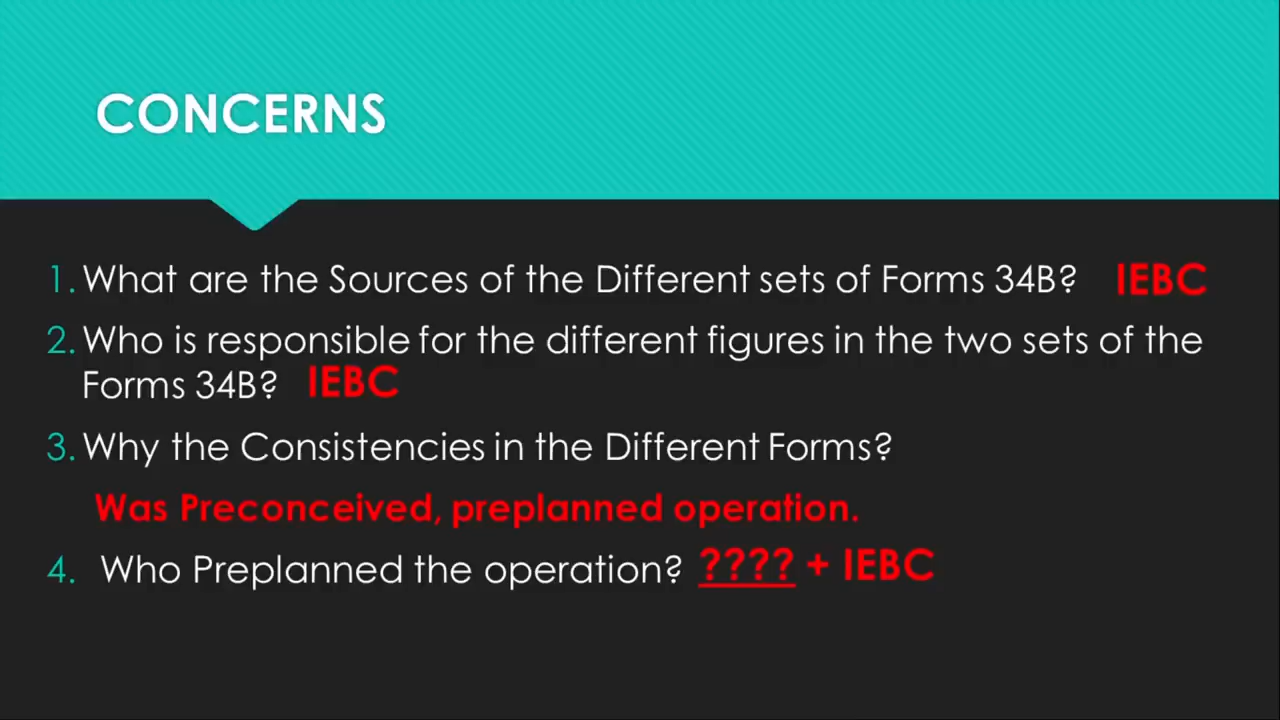 CONCERNS
1. What are the Sources of the Different sets of Forms 34B? IEBC
2. Who is responsible for the different figures in the two sets of the
Forms 34B? IEBC
3. Why the Consistencies in the Different Forms?
Was Preconceived, preplanned operation.
4. Who Preplanned the operation? ???? + IEBC